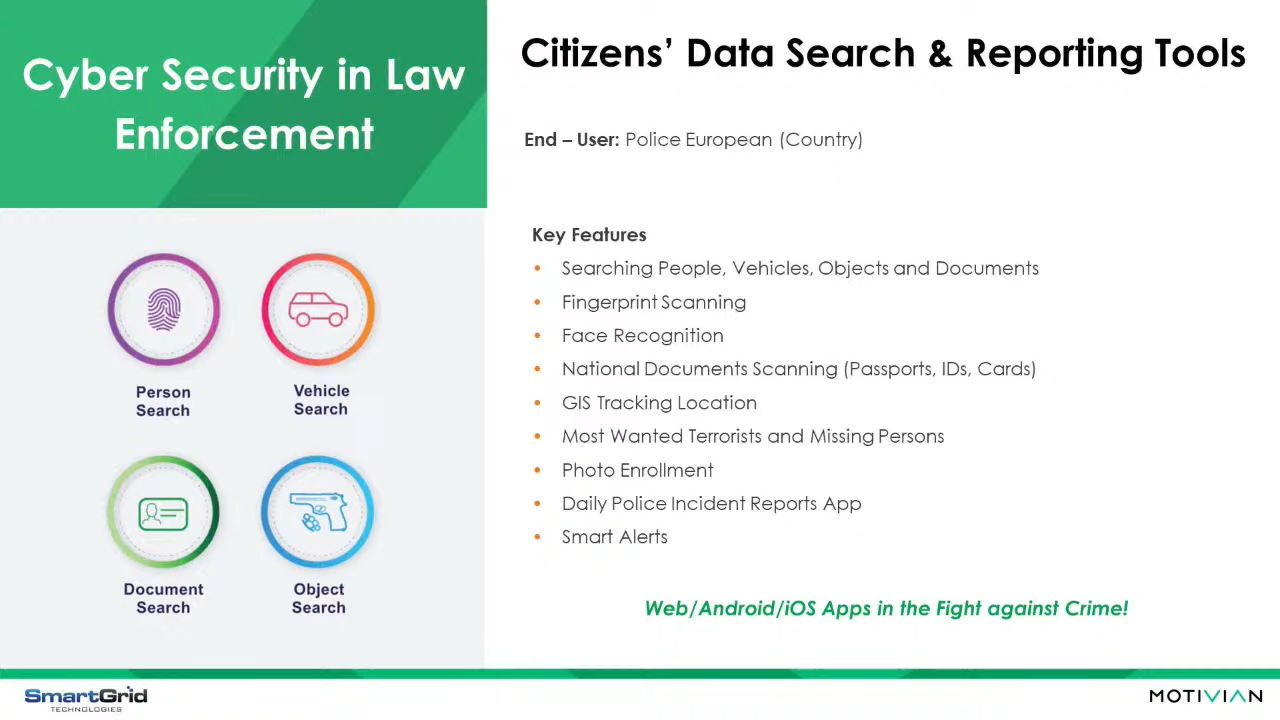 Cyber Security in Law
Enforcement
Citizens’ Data Search & Reporting Tools
End – User: Police European (Country)
Person
Search
Vehicle
Search
Document
Search
Object
Search
Key Features
• Searching People, Vehicles, Objects and Documents
• Fingerprint Scanning
• Face Recognition
• National Documents Scanning (Passports, IDs, Cards)
• GIS Tracking Location
• Most Wanted Terrorists and Missing Persons
• Photo Enrollment
• Daily Police Incident Reports App
• Smart Alerts
Web/Android/iOS Apps in the Fight against Crime!
SmartGrid
TECHNOLOGIES
MOTIVIAN